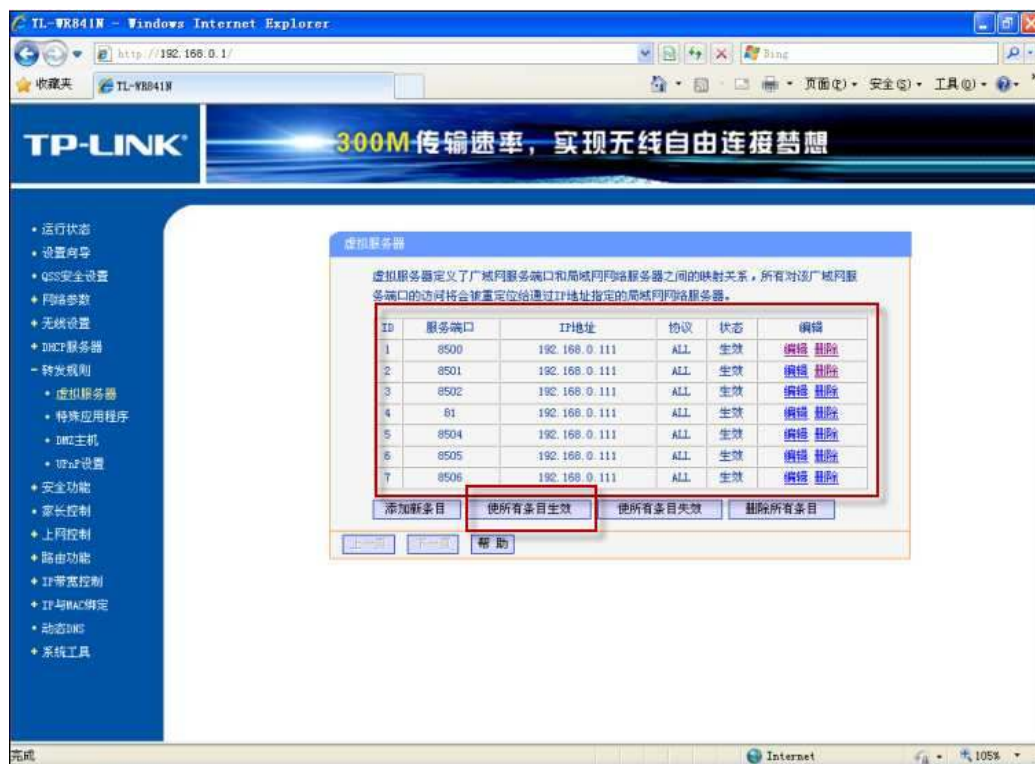 TL-WR841N - Windows Internet Explorer
http://192.168.0.1/
Bing
收藏夹 TL-WR841N 页面(P) 安全(S) 工具(O)
TP-LINK®
300M传输速率，实现无线自由连接梦想
• 运行状态
• 设置向导
• QSS安全设置
+ 网络参数
+ 无线设置
+ DHCP服务器
- 转发规则
• 虚拟服务器
• 特殊应用程序
• DMZ主机
• UPnP设置
+ 安全功能
• 家长控制
+ 上网控制
+ 路由功能
+ IP带宽控制
+ IP与MAC绑定
• 动态DNS
+ 系统工具
虚拟服务器
虚拟服务器定义了广域网服务端口和局域网网络服务器之间的映射关系，所有对该广域网服
务端口的访问将会被重定位给通过IP地址指定的局域网网络服务器。
ID 服务端口 IP地址 协议 状态 编辑
1 8500 192.168.0.111 ALL 生效 编辑 删除
2 8501 192.168.0.111 ALL 生效 编辑 删除
3 8502 192.168.0.111 ALL 生效 编辑 删除
4 81 192.168.0.111 ALL 生效 编辑 删除
5 8504 192.168.0.111 ALL 生效 编辑 删除
6 8505 192.168.0.111 ALL 生效 编辑 删除
7 8506 192.168.0.111 ALL 生效 编辑 删除
添加新条目 使所有条目生效 使所有条目失效 删除所有条目
上一页 下一页 帮 助
完成 Internet 105%